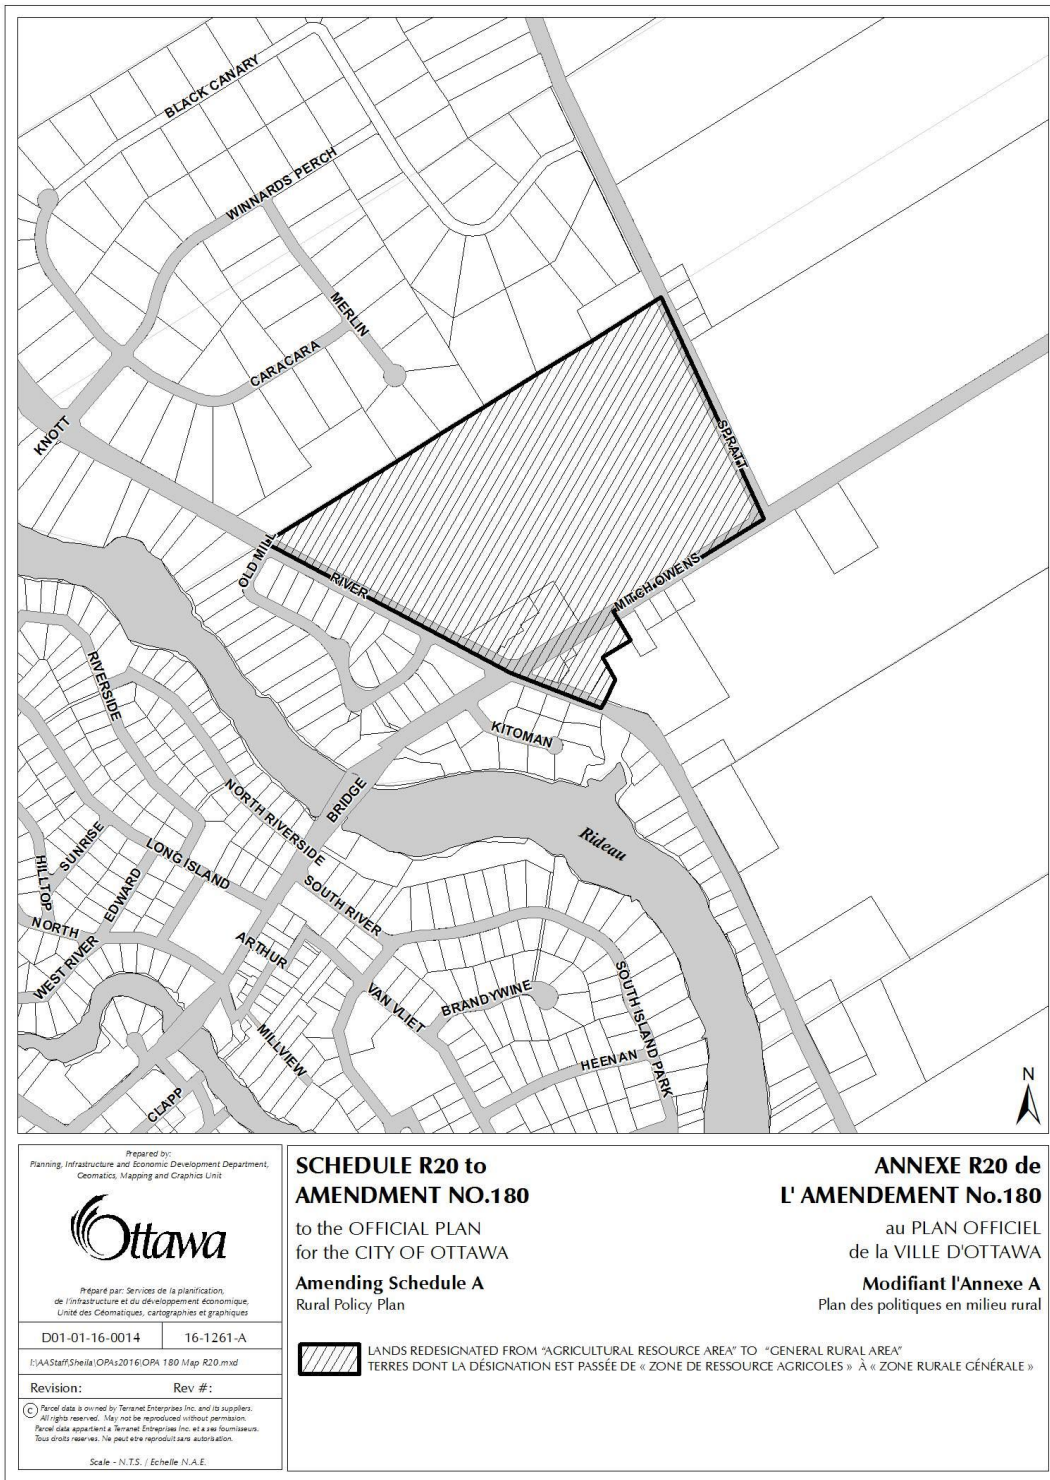 BLACK CANARY
WINNARDS PERCH
MERLIN
CARACARA
KNOTT
SPRATT
OLD MILL
RIVER
MITCH OWENS
RIVERSIDE
KITOMAN
BRIDGE
NORTH RIVERSIDE
Rideau
SUNRISE
LONG ISLAND
HILLTOP
EDWARD
SOUTH RIVER
NORTH
ARTHUR
WEST RIVER
VAN VLIET
BRANDYWINE
SOUTH ISLAND PARK
MILLVIEW
HEENAN
CLAPP
N
Prepared by:
Planning, Infrastructure and Economic Development Department,
Geomatics, Mapping and Graphics Unit
Ottawa
Préparé par: Services de la planification,
de l'infrastructure et du développement économique,
Unité des Géomatiques, cartographies et graphiques
D01-01-16-0014 16-1261-A
I:\AAStaff\Sheila\OPAs2016\OPA 180 Map R20.mxd
Revision: Rev #:
© Parcel data is owned by Teranet Enterprises Inc. and its suppliers.
All rights reserved. May not be reproduced without permission.
Parcel data appartient a Teranet Entreprises Inc. et a ses fournisseurs.
Tous droits reserves. Ne peut etre reproduit sans autorisation.
Scale - N.T.S. / Echelle N.A.E.
SCHEDULE R20 to
AMENDMENT NO.180
to the OFFICIAL PLAN
for the CITY OF OTTAWA
Amending Schedule A
Rural Policy Plan
ANNEXE R20 de
L' AMENDEMENT No.180
au PLAN OFFICIEL
de la VILLE D'OTTAWA
Modifiant l'Annexe A
Plan des politiques en milieu rural
LANDS REDESIGNATED FROM "AGRICULTURAL RESOURCE AREA" TO "GENERAL RURAL AREA"
TERRES DONT LA DÉSIGNATION EST PASSÉE DE « ZONE DE RESSOURCE AGRICOLES » À « ZONE RURALE GÉNÉRALE »